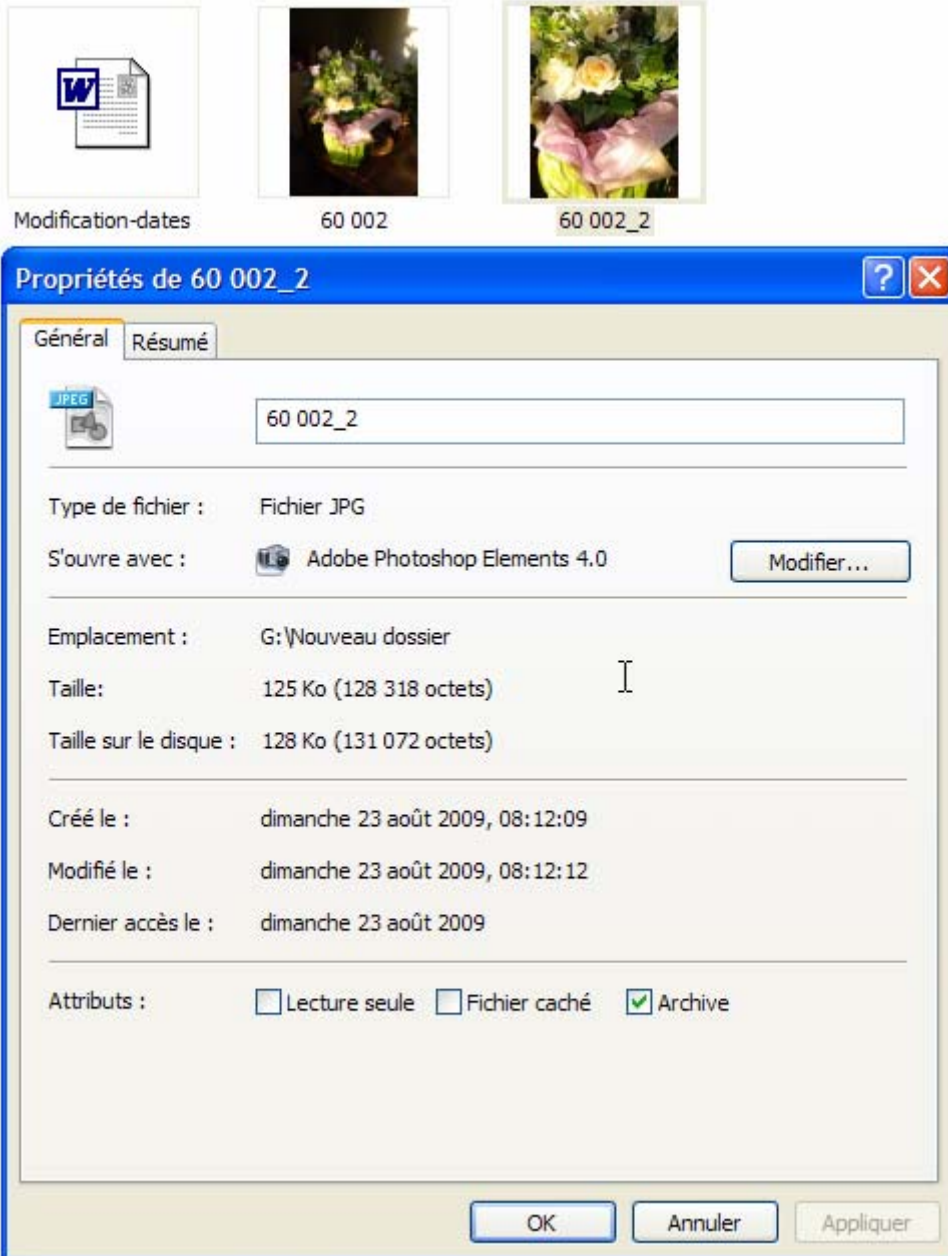 W
Modification-dates 60 002 60 002_2
Propriétés de 60 002_2
Général Résumé
JPEG
60 002_2
Type de fichier : Fichier JPG
S'ouvre avec : Adobe Photoshop Elements 4.0 Modifier...
Emplacement : G:\Nouveau dossier
Taille: 125 Ko (128 318 octets)
Taille sur le disque : 128 Ko (131 072 octets)
Créé le : dimanche 23 août 2009, 08:12:09
Modifié le : dimanche 23 août 2009, 08:12:12
Dernier accès le : dimanche 23 août 2009
Attributs : Lecture seule Fichier caché Archive
OK Annuler Appliquer